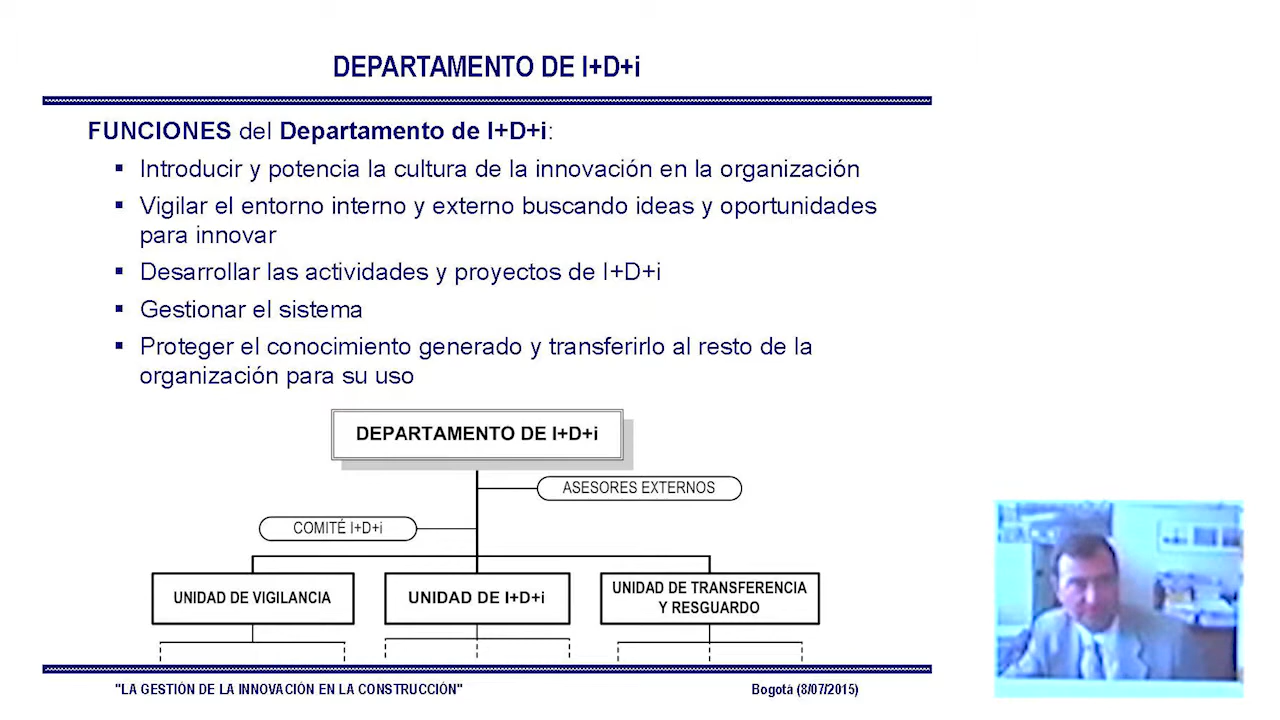 DEPARTAMENTO DE I+D+i
FUNCIONES del Departamento de I+D+i:
▪ Introducir y potencia la cultura de la innovación en la organización
▪ Vigilar el entorno interno y externo buscando ideas y oportunidades
para innovar
▪ Desarrollar las actividades y proyectos de I+D+i
▪ Gestionar el sistema
▪ Proteger el conocimiento generado y transferirlo al resto de la
organización para su uso
DEPARTAMENTO DE I+D+i
ASESORES EXTERNOS
COMITÉ I+D+i
UNIDAD DE VIGILANCIA
UNIDAD DE I+D+i
UNIDAD DE TRANSFERENCIA
Y RESGUARDO
"LA GESTIÓN DE LA INNOVACIÓN EN LA CONSTRUCCIÓN"
Bogotá (8/07/2015)